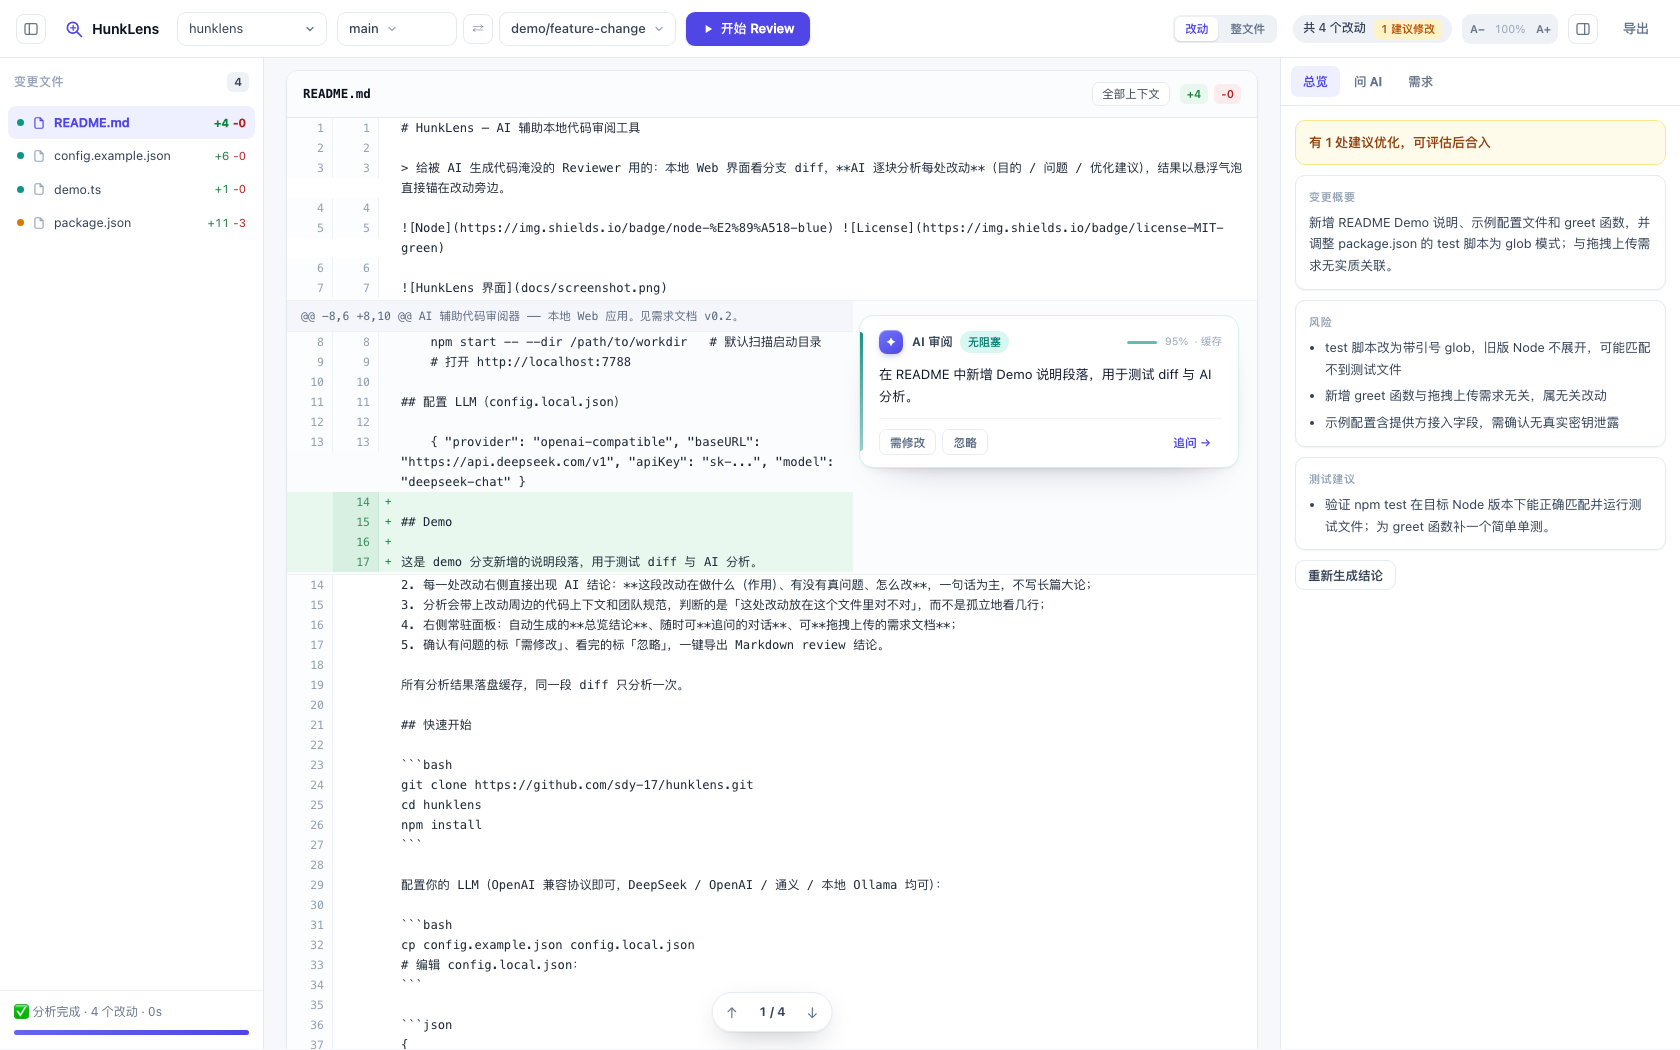 HunkLens
hunklens
main
demo/feature-change
开始 Review
改动
整文件
共 4 个改动
1 建议修改
A−
100%
A+
导出
变更文件
4
README.md
+4 -0
config.example.json
+6 -0
demo.ts
+1 -0
package.json
+11 -3
✅ 分析完成 · 4 个改动 · 0s
README.md
全部上下文
+4
-0
1 1 # HunkLens — AI 辅助本地代码审阅工具
2 2
3 3 > 给被 AI 生成代码淹没的 Reviewer 用的：本地 Web 界面看分支 diff，**AI 逐块分析每处改动**（目的 / 问题 / 优化建议），结果以悬浮气泡
直接锚在改动旁边。
4 4
5 5 ![Node](https://img.shields.io/badge/node-%E2%89%A518-blue) ![License](https://img.shields.io/badge/license-MIT-
green)
6 6
7 7 ![HunkLens 界面](docs/screenshot.png)
@@ -8,6 +8,10 @@ AI 辅助代码审阅器 —— 本地 Web 应用。见需求文档 v0.2。
8 8 npm start -- --dir /path/to/workdir # 默认扫描启动目录
9 9 # 打开 http://localhost:7788
10 10
11 11 ## 配置 LLM（config.local.json）
12 12
13 13 { "provider": "openai-compatible", "baseURL":
"https://api.deepseek.com/v1", "apiKey": "sk-...", "model":
"deepseek-chat" }
14 +
15 + ## Demo
16 +
17 + 这是 demo 分支新增的说明段落，用于测试 diff 与 AI 分析。
AI 审阅
无阻塞
95% · 缓存
在 README 中新增 Demo 说明段落，用于测试 diff 与 AI
分析。
需修改
忽略
追问 →
14 2. 每一处改动右侧直接出现 AI 结论：**这段改动在做什么（作用）、有没有真问题、怎么改**，一句话为主，不写长篇大论；
15 3. 分析会带上改动周边的代码上下文和团队规范，判断的是「这处改动放在这个文件里对不对」，而不是孤立地看几行；
16 4. 右侧常驻面板：自动生成的**总览结论**、随时可**追问的对话**、可**拖拽上传的需求文档**；
17 5. 确认有问题的标「需修改」、看完的标「忽略」，一键导出 Markdown review 结论。
18
19 所有分析结果落盘缓存，同一段 diff 只分析一次。
20
21 ## 快速开始
22
23 ```bash
24 git clone https://github.com/sdy-17/hunklens.git
25 cd hunklens
26 npm install
27 ```
28
29 配置你的 LLM（OpenAI 兼容协议即可，DeepSeek / OpenAI / 通义 / 本地 Ollama 均可）：
30
31 ```bash
32 cp config.example.json config.local.json
33 # 编辑 config.local.json：
34 ```
35
36 ```json
37 {
↑ 1 / 4 ↓
总览
问 AI
需求
有 1 处建议优化，可评估后合入
变更概要
新增 README Demo 说明、示例配置文件和 greet 函数，并
调整 package.json 的 test 脚本为 glob 模式；与拖拽上传需
求无实质关联。
风险
• test 脚本改为带引号 glob，旧版 Node 不展开，可能匹配
不到测试文件
• 新增 greet 函数与拖拽上传需求无关，属无关改动
• 示例配置含提供方接入字段，需确认无真实密钥泄露
测试建议
• 验证 npm test 在目标 Node 版本下能正确匹配并运行测
试文件；为 greet 函数补一个简单单测。
重新生成结论